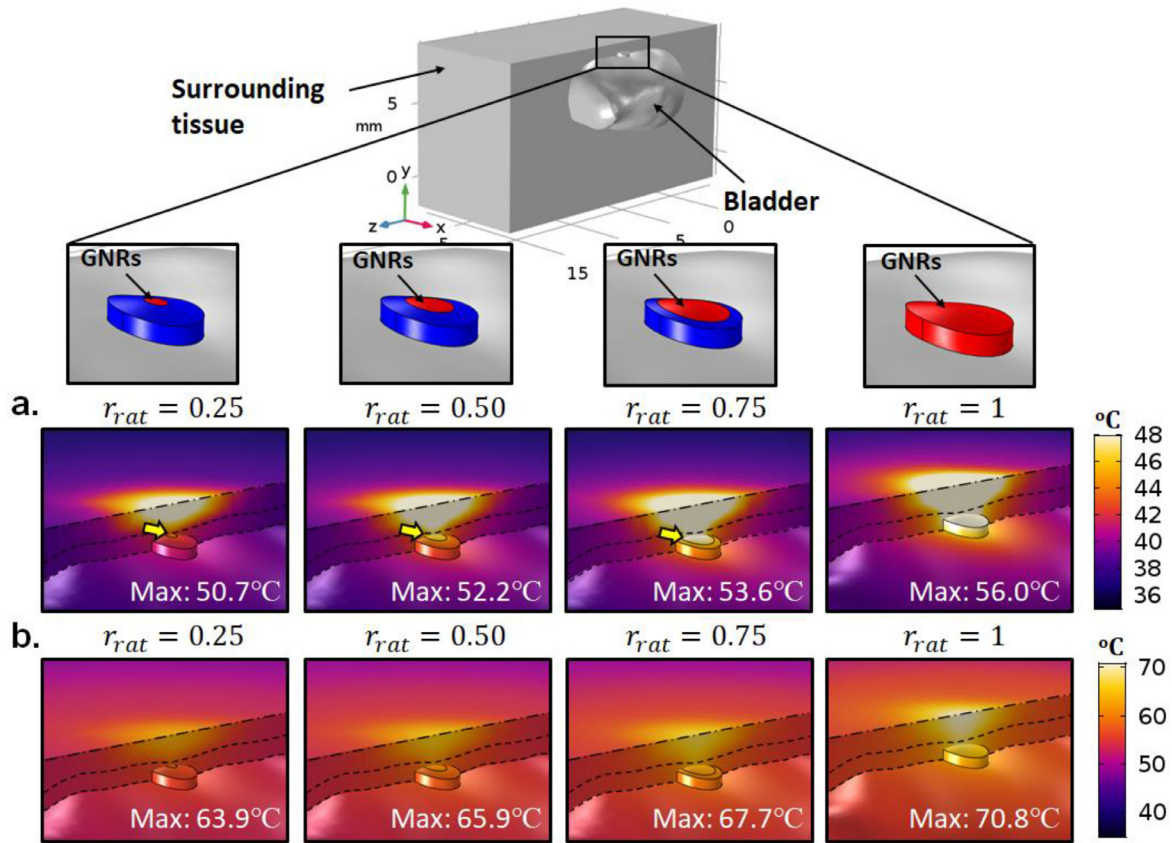 Surrounding
tissue
5
mm
0
y
z
x
Bladder
0
5
5
15
GNRs
GNRs
GNRs
GNRs
a.
r_rat = 0.25
r_rat = 0.50
r_rat = 0.75
r_rat = 1
°C
48
46
44
42
40
38
36
Max: 50.7℃
Max: 52.2℃
Max: 53.6℃
Max: 56.0℃
b.
r_rat = 0.25
r_rat = 0.50
r_rat = 0.75
r_rat = 1
°C
70
60
50
40
Max: 63.9℃
Max: 65.9℃
Max: 67.7℃
Max: 70.8℃